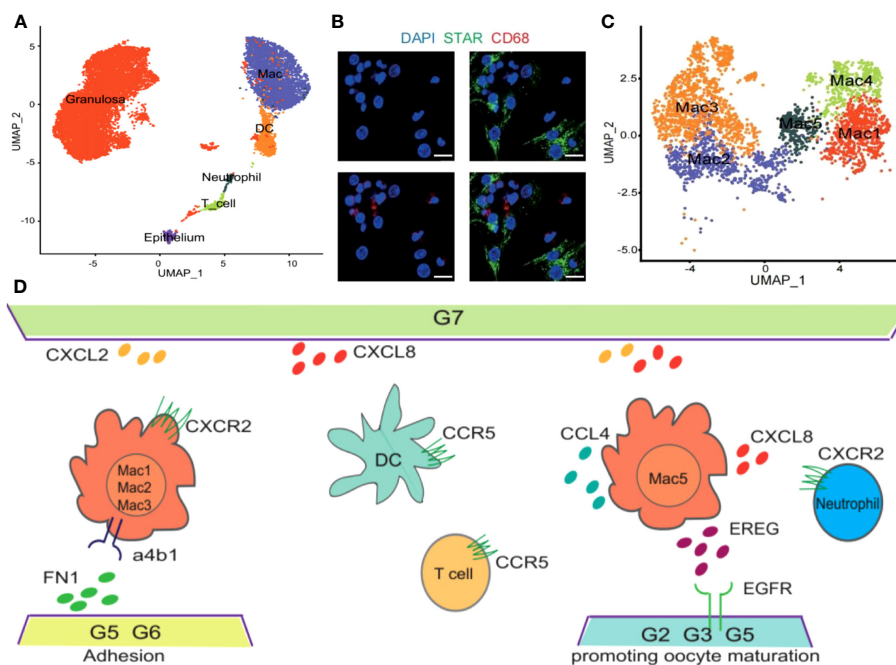 A
5
0
-5
-10
UMAP_2
-5
0
5
10
UMAP_1
Granulosa
Mac
DC
Neutrophil
T cell
Epithelium
B
DAPI STAR CD68
C
2.5
0.0
-2.5
-5.0
UMAP_2
-4
0
4
UMAP_1
Mac3
Mac2
Mac5
Mac4
Mac1
D
G7
CXCL2
CXCL8
CXCR2
Mac1
Mac2
Mac3
a4b1
FN1
G5 G6
Adhesion
DC
CCR5
T cell
CCR5
CCL4
Mac5
CXCL8
CXCR2
Neutrophil
EREG
EGFR
G2 G3 G5
promoting oocyte maturation